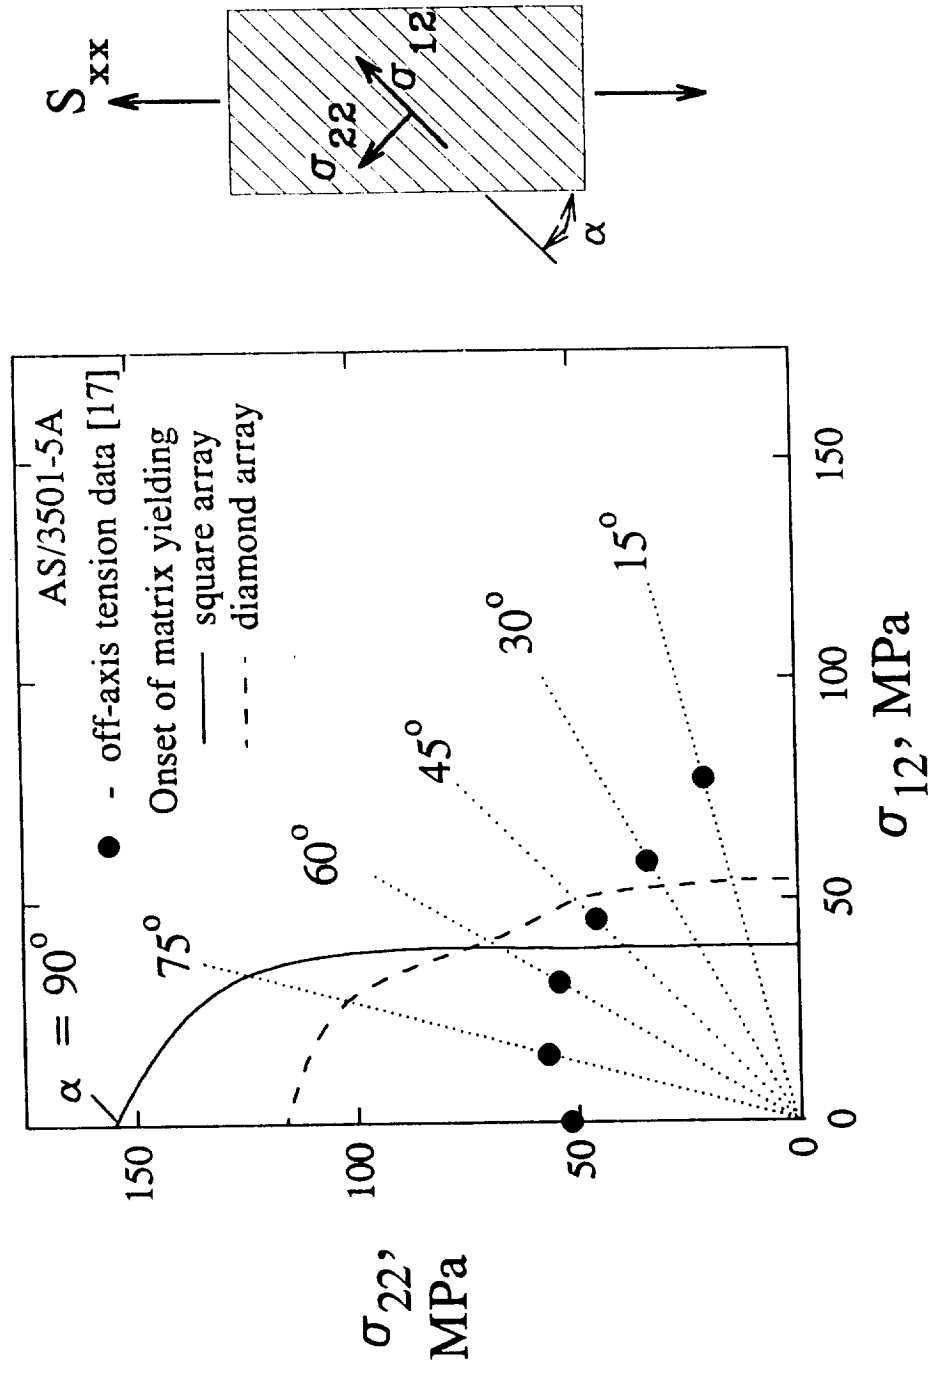 AS/3501-5A
● - off-axis tension data [17]
Onset of matrix yielding
square array
diamond array
α = 90°
75°
60°
45°
30°
15°
150
100
50
0
σ22,
MPa
0
50
100
150
σ12, MPa
Sxx
σ22
σ12
α